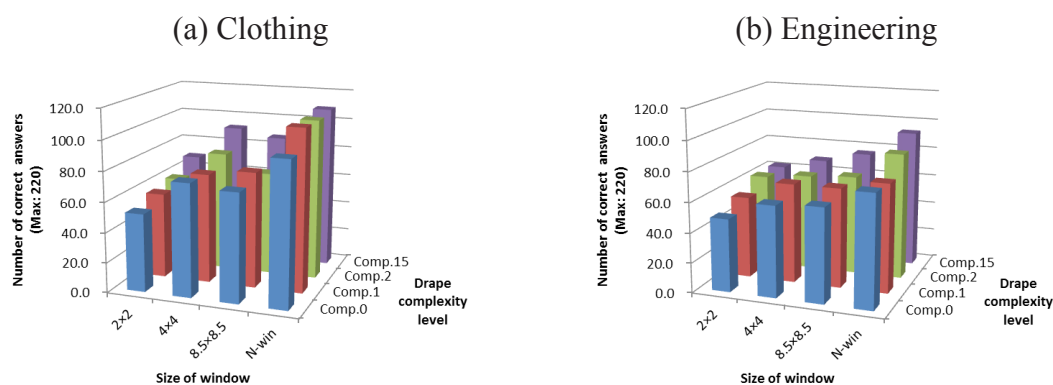 (a) Clothing
Number of correct answers
(Max: 220)
120.0
100.0
80.0
60.0
40.0
20.0
0.0
2×2
4×4
8.5×8.5
N-win
Size of window
Comp.15
Comp.2
Comp.1
Comp.0
Drape
complexity
level
(b) Engineering
Number of correct answers
(Max: 220)
120.0
100.0
80.0
60.0
40.0
20.0
0.0
2×2
4×4
8.5×8.5
N-win
Size of window
Comp.15
Comp.2
Comp.1
Comp.0
Drape
complexity
level